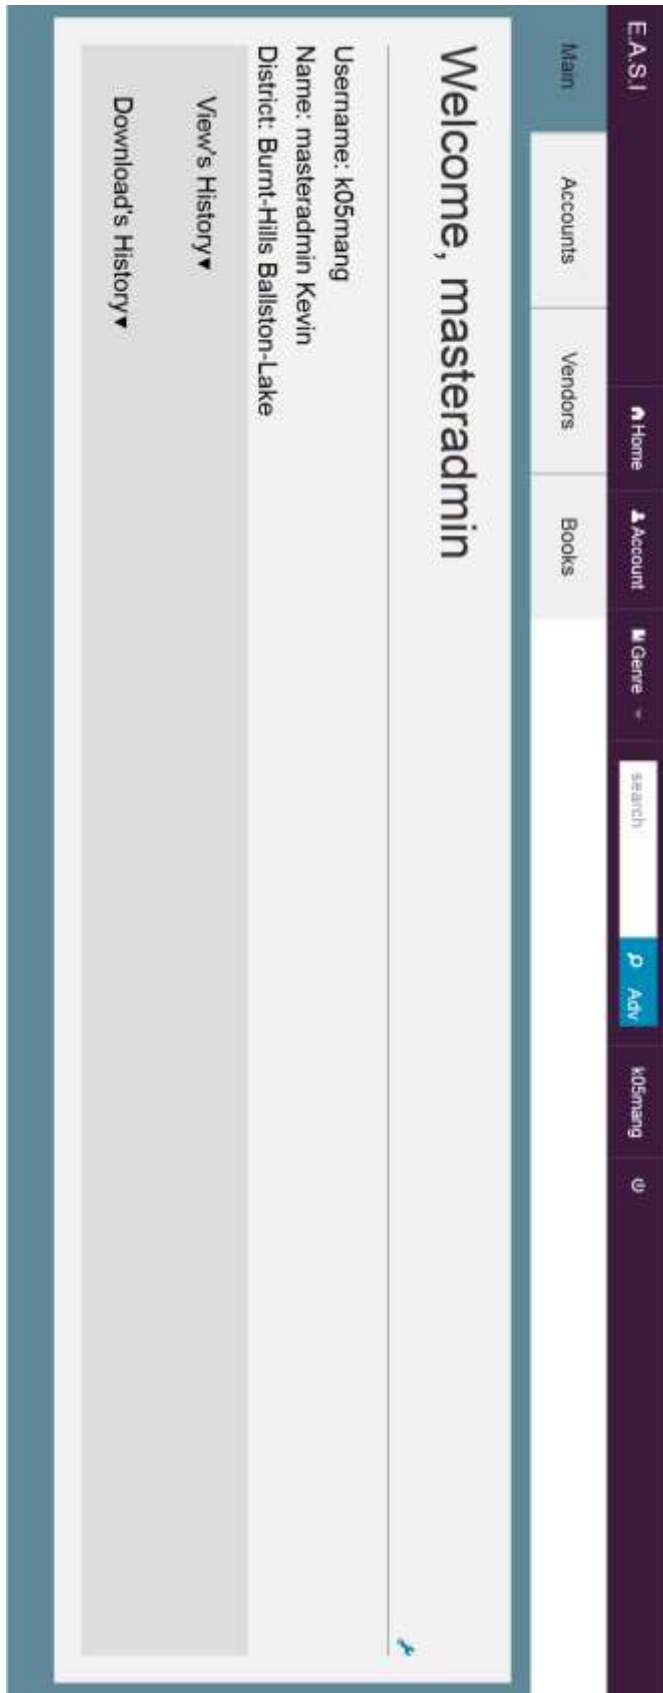 E.A.S.I Home Account Genre search Adv k05mang
Main Accounts Vendors Books
Welcome, masteradmin
Username: k05mang
Name: masteradmin Kevin
District: Burnt-Hills Ballston-Lake
View's History▾
Download's History▾